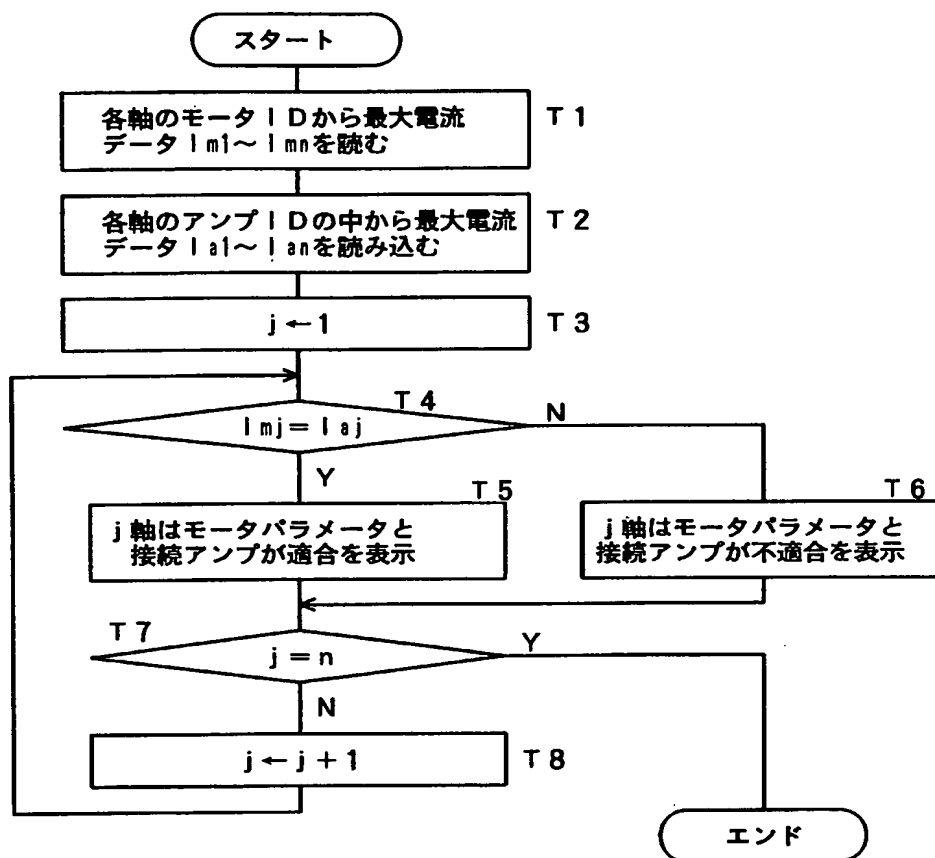 スタート
各軸のモータIDから最大電流
データIm1～Imnを読む
T1
各軸のアンプIDの中から最大電流
データIa1～Ianを読み込む
T2
j←1
T3
T4
Imj=Iaj
N
Y
T5
j軸はモータパラメータと
接続アンプが適合を表示
T6
j軸はモータパラメータと
接続アンプが不適合を表示
T7
j=n
Y
N
j←j+1
T8
エンド